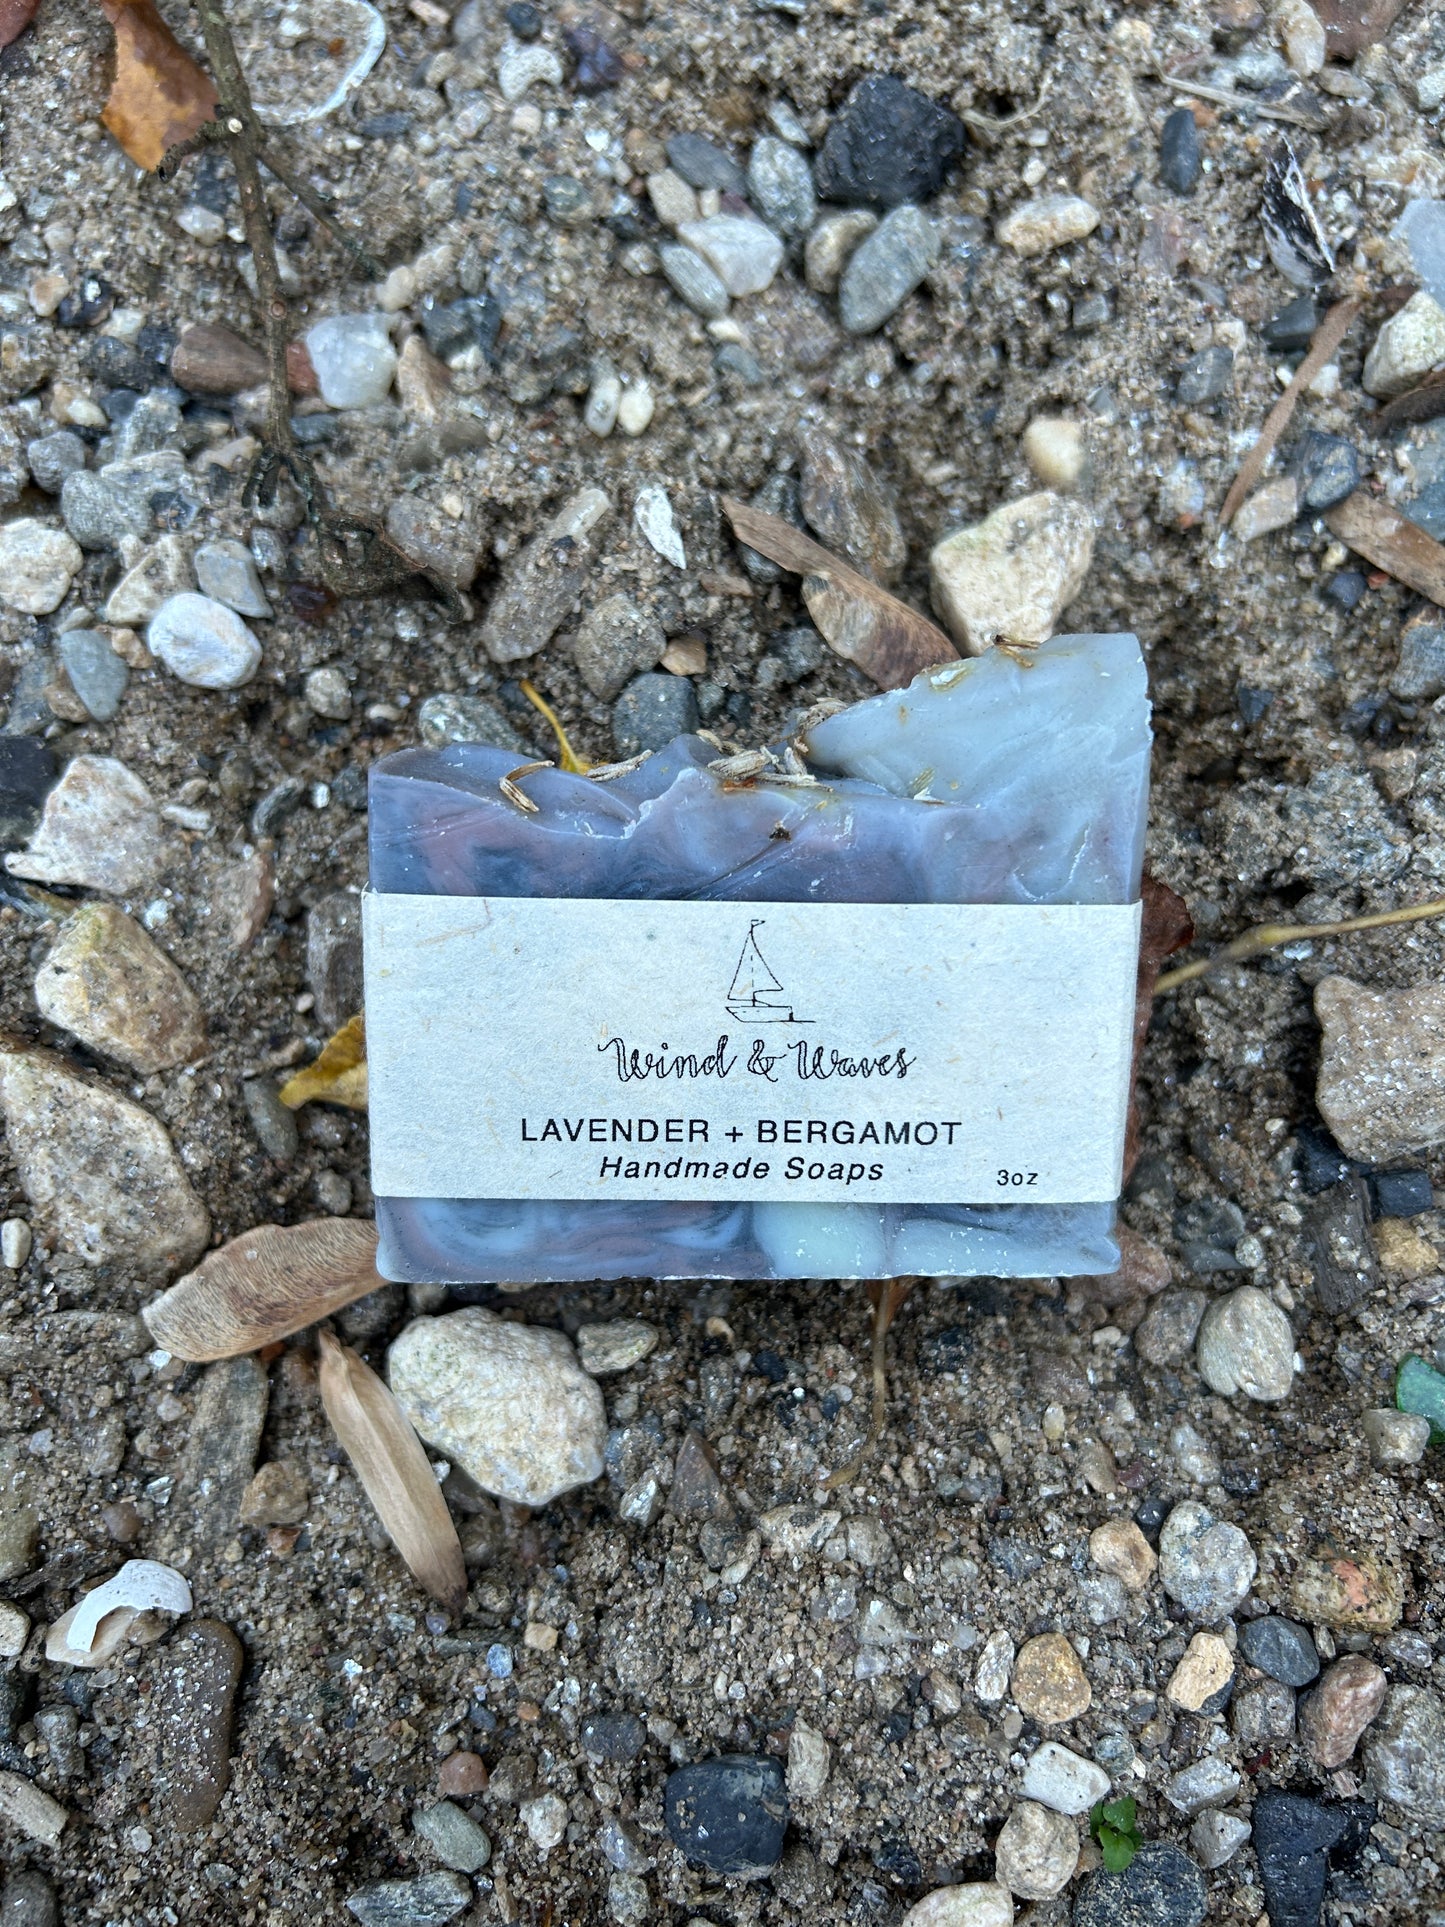 Wind & Waves
LAVENDER + BERGAMOT
Handmade Soaps
3oz